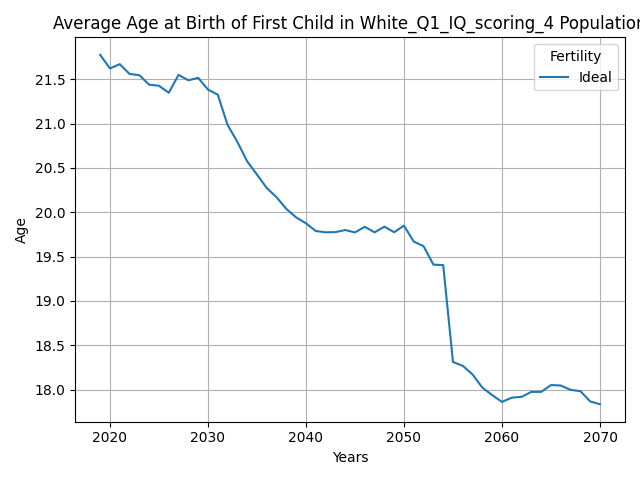 Average Age at Birth of First Child in White_Q1_IQ_scoring_4 Population
Fertility
Ideal
21.5
21.0
20.5
20.0
19.5
19.0
18.5
18.0
Age
2020 2030 2040 2050 2060 2070
Years